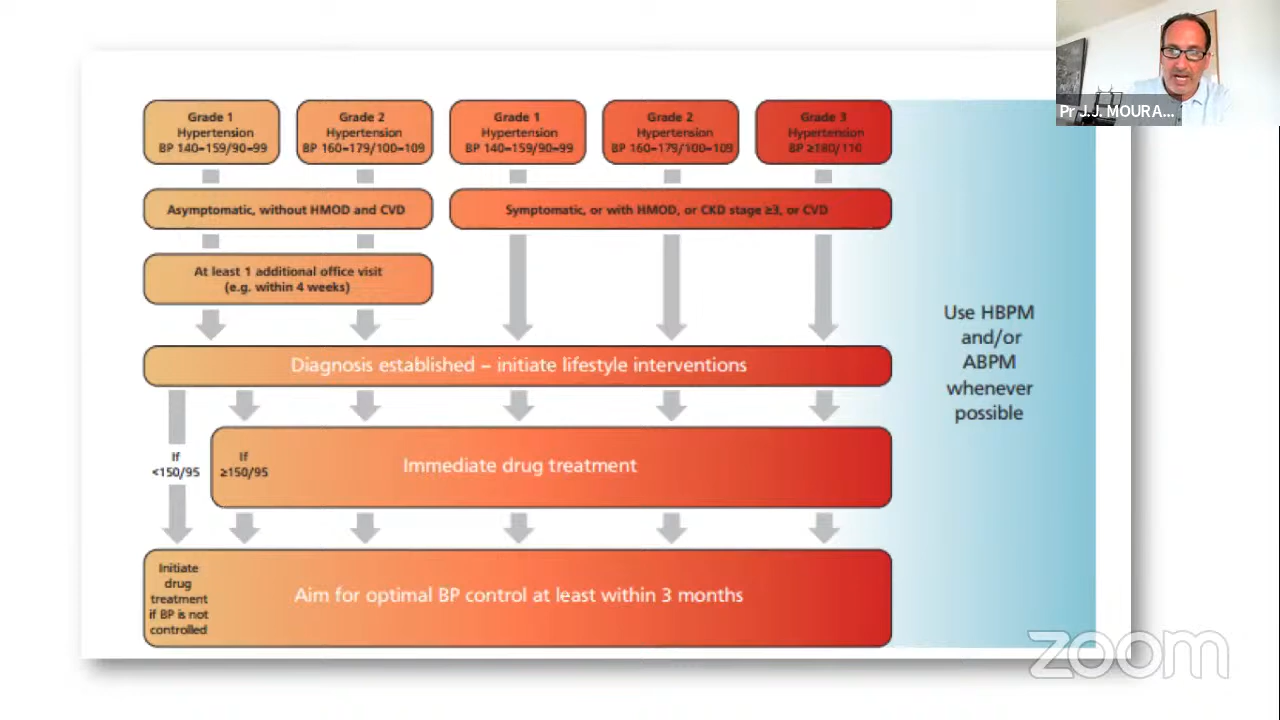 Grade 1
Hypertension
BP 140–159/90–99
Grade 2
Hypertension
BP 160–179/100–109
Grade 1
Hypertension
BP 140–159/90–99
Grade 2
Hypertension
BP 160–179/100–109
Grade 3
Hypertension
BP ≥180/110
Asymptomatic, without HMOD and CVD
Symptomatic, or with HMOD, or CKD stage ≥3, or CVD
At least 1 additional office visit
(e.g. within 4 weeks)
Diagnosis established – initiate lifestyle interventions
If
<150/95
If
≥150/95
Immediate drug treatment
Initiate
drug
treatment
if BP is not
controlled
Aim for optimal BP control at least within 3 months
Use HBPM
and/or
ABPM
whenever
possible
Pr J.J. MOURA...
zoom